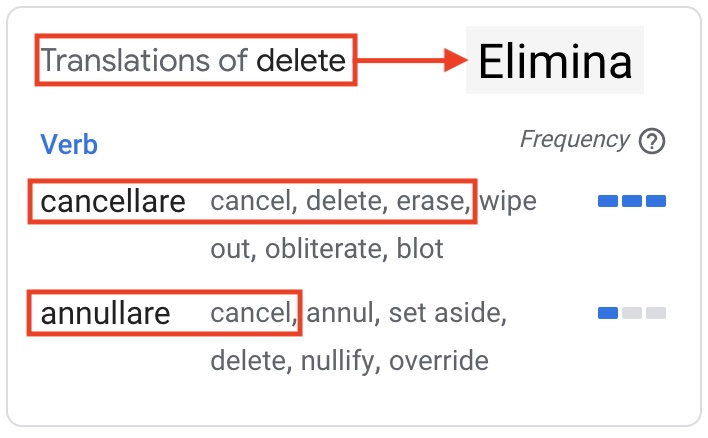 Translations of delete Elimina
Verb Frequency ?
cancellare cancel, delete, erase, wipe
out, obliterate, blot
annullare cancel, annul, set aside,
delete, nullify, override